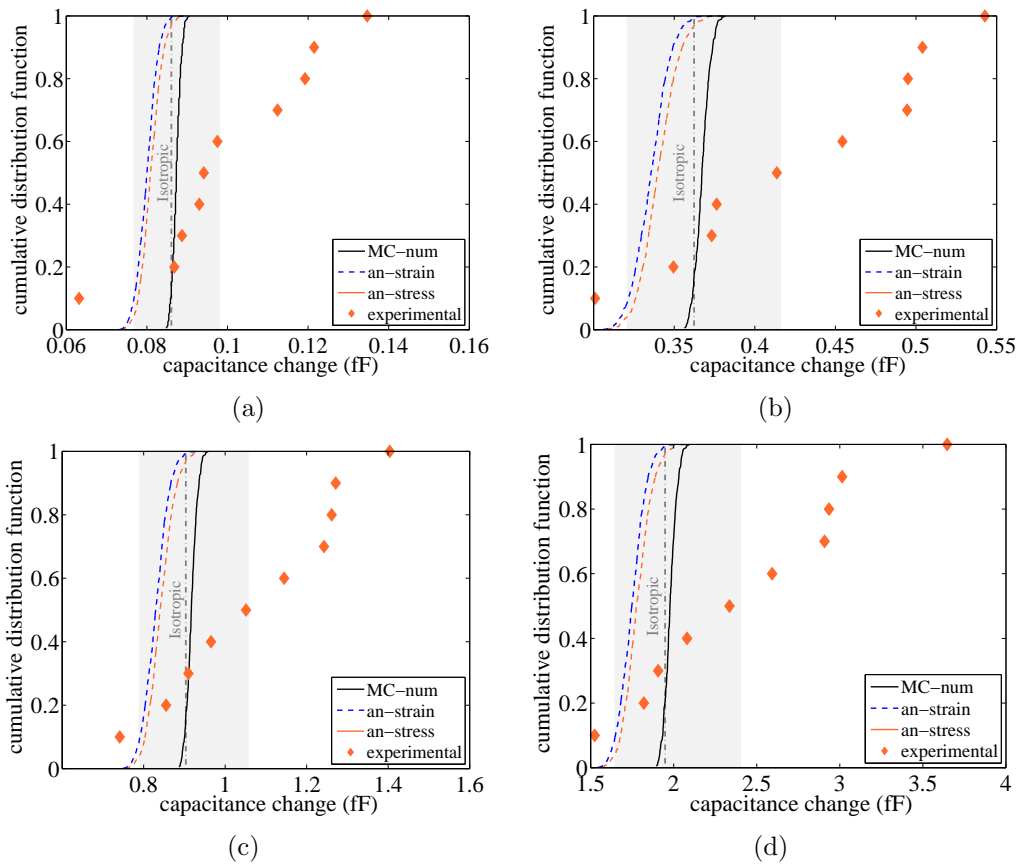 1
0.8
0.6
0.4
0.2
0
cumulative distribution function
Isotropic
MC−num
an−strain
an−stress
experimental
0.06 0.08 0.1 0.12 0.14 0.16
capacitance change (fF)
(a)
1
0.8
0.6
0.4
0.2
0
cumulative distribution function
Isotropic
MC−num
an−strain
an−stress
experimental
0.35 0.4 0.45 0.5 0.55
capacitance change (fF)
(b)
1
0.8
0.6
0.4
0.2
0
cumulative distribution function
Isotropic
MC−num
an−strain
an−stress
experimental
0.8 1 1.2 1.4 1.6
capacitance change (fF)
(c)
1
0.8
0.6
0.4
0.2
0
cumulative distribution function
Isotropic
MC−num
an−strain
an−stress
experimental
1.5 2 2.5 3 3.5 4
capacitance change (fF)
(d)